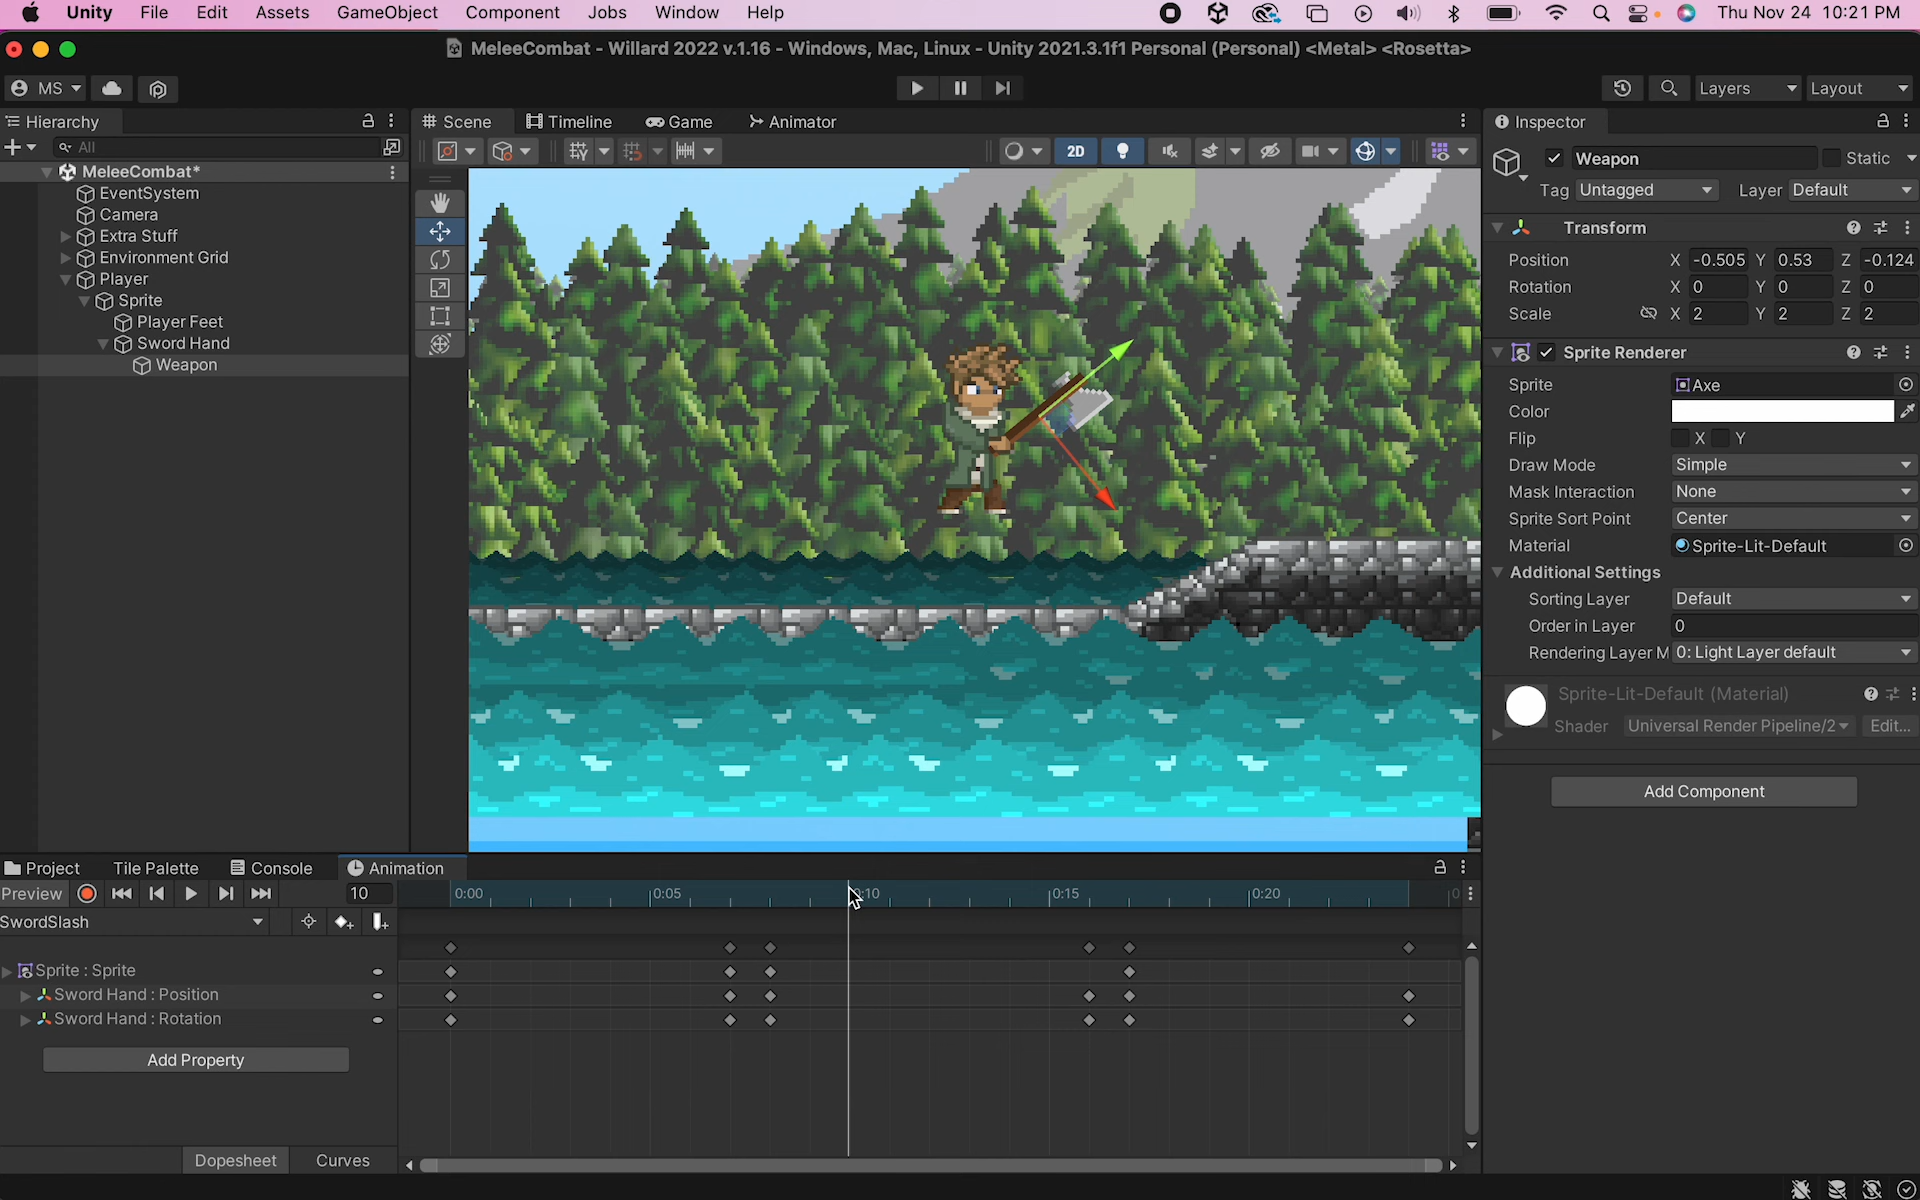 Unity File Edit Assets GameObject Component Jobs Window Help Thu Nov 24 10:21 PM
MeleeCombat - Willard 2022 v.1.16 - Windows, Mac, Linux - Unity 2021.3.1f1 Personal (Personal) <Metal> <Rosetta>
MS Layers Layout
Hierarchy
All
MeleeCombat*
EventSystem
Camera
Extra Stuff
Environment Grid
Player
Sprite
Player Feet
Sword Hand
Weapon
Scene Timeline Game Animator
2D
Inspector
Weapon Static
Tag Untagged Layer Default
Transform
Position X -0.505 Y 0.53 Z -0.124
Rotation X 0 Y 0 Z 0
Scale X 2 Y 2 Z 2
Sprite Renderer
Sprite Axe
Color
Flip X Y
Draw Mode Simple
Mask Interaction None
Sprite Sort Point Center
Material Sprite-Lit-Default
Additional Settings
Sorting Layer Default
Order in Layer 0
Rendering Layer M 0: Light Layer default
Sprite-Lit-Default (Material)
Shader Universal Render Pipeline/2 Edit...
Add Component
Project Tile Palette Console Animation
Preview 10 0:00 0:05 0:10 0:15 0:20 0
SwordSlash
Sprite : Sprite
Sword Hand : Position
Sword Hand : Rotation
Add Property
Dopesheet Curves